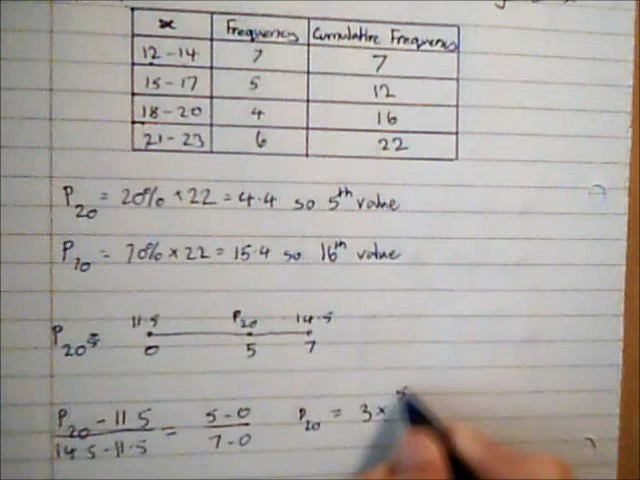 x Frequency Cumulative Frequency
12-14 7 7
15-17 5 12
18-20 4 16
21-23 6 22
P20 = 20% × 22 = 4.4 so 5th value
P70 = 70% × 22 = 15.4 so 16th value
11.5 P20 14.5
P20 =
0 5 7
P20 - 11.5 / 14.5 - 11.5 = 5-0 / 7-0 P20 = 3 ×